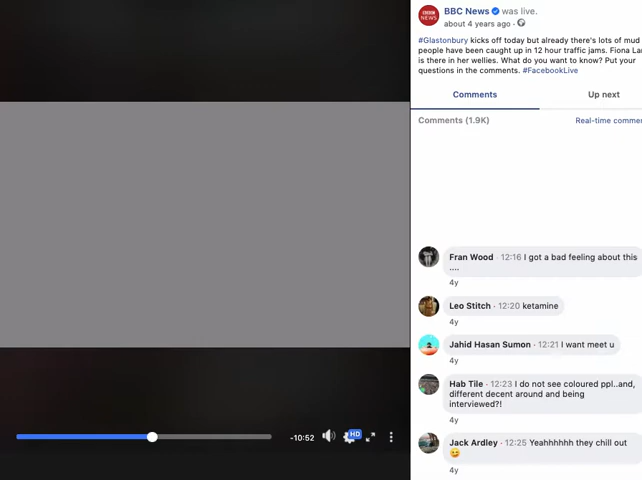 BBC News was live.
about 4 years ago ·
#Glastonbury kicks off today but already there's lots of mud
people have been caught up in 12 hour traffic jams. Fiona La
is there in her wellies. What do you want to know? Put your
questions in the comments. #FacebookLive
Comments Up next
Comments (1.9K) Real-time comme
Fran Wood · 12:16 I got a bad feeling about this
....
4y
Leo Stitch · 12:20 ketamine
4y
Jahid Hasan Sumon · 12:21 I want meet u
4y
Hab Tile · 12:23 I do not see coloured ppl..and,
different decent around and being
interviewed?!
4y
-10:52 HD
Jack Ardley · 12:25 Yeahhhhhh they chill out
😊
4y